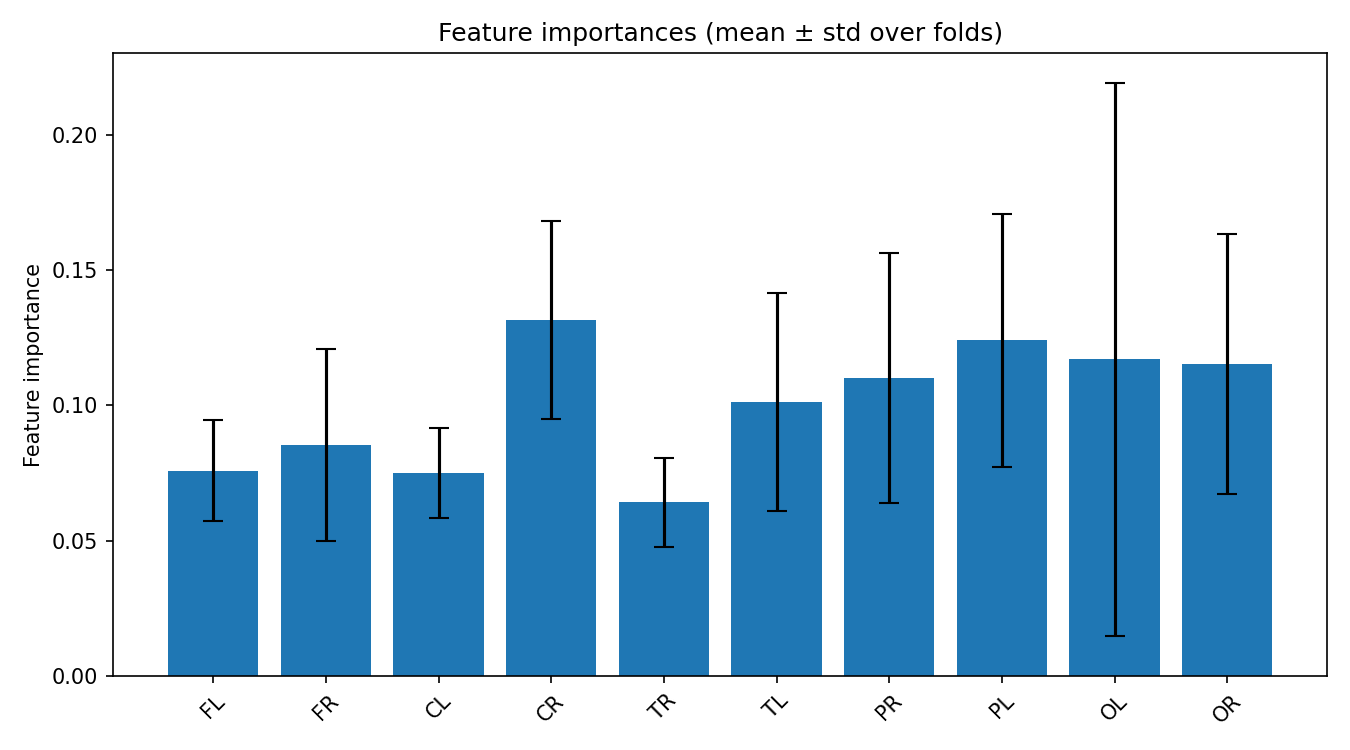 Feature importances (mean ± std over folds)
Feature importance
0.20
0.15
0.10
0.05
0.00
FL FR CL CR TR TL PR PL OL OR